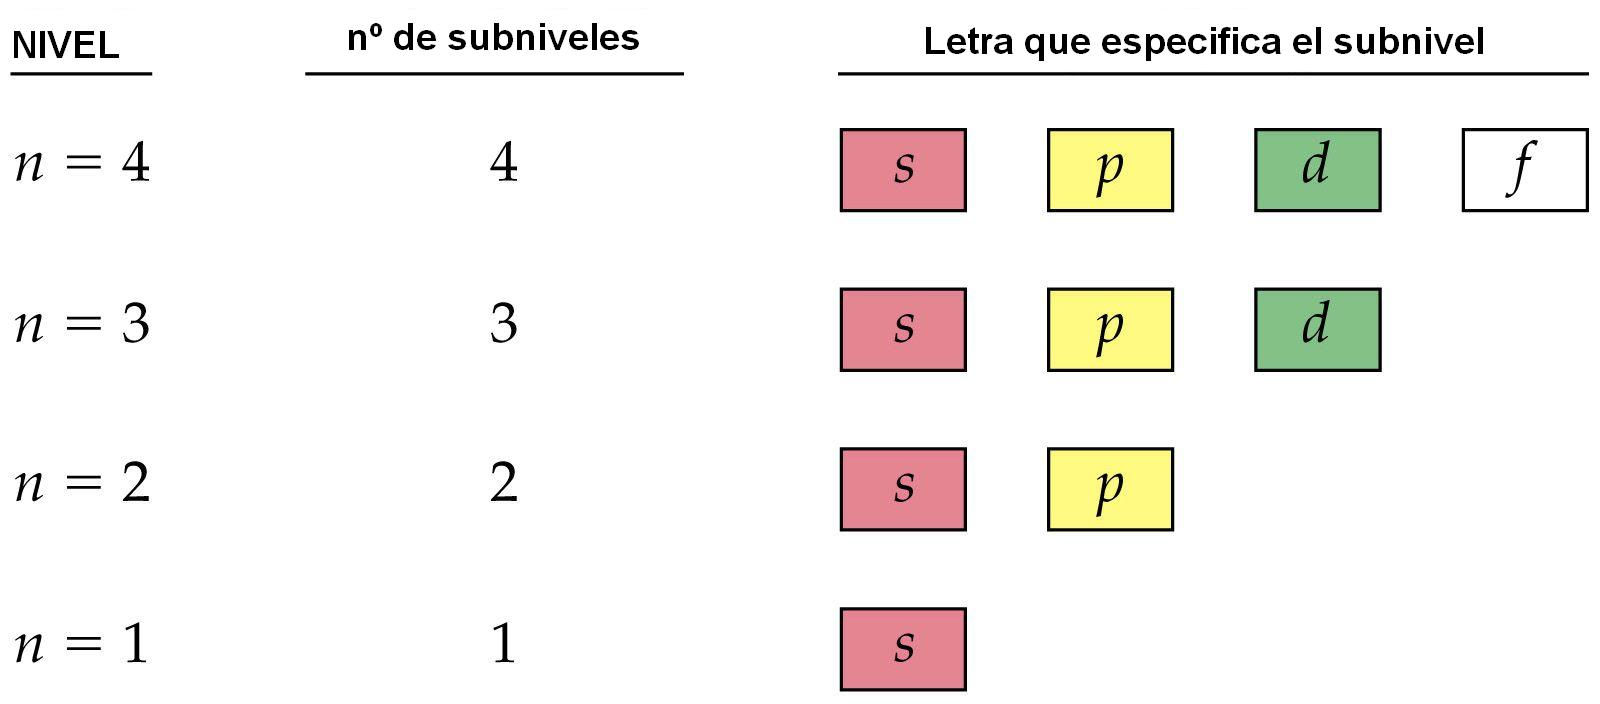 NIVEL nº de subniveles Letra que especifica el subnivel
n = 4 4 s p d f
n = 3 3 s p d
n = 2 2 s p
n = 1 1 s